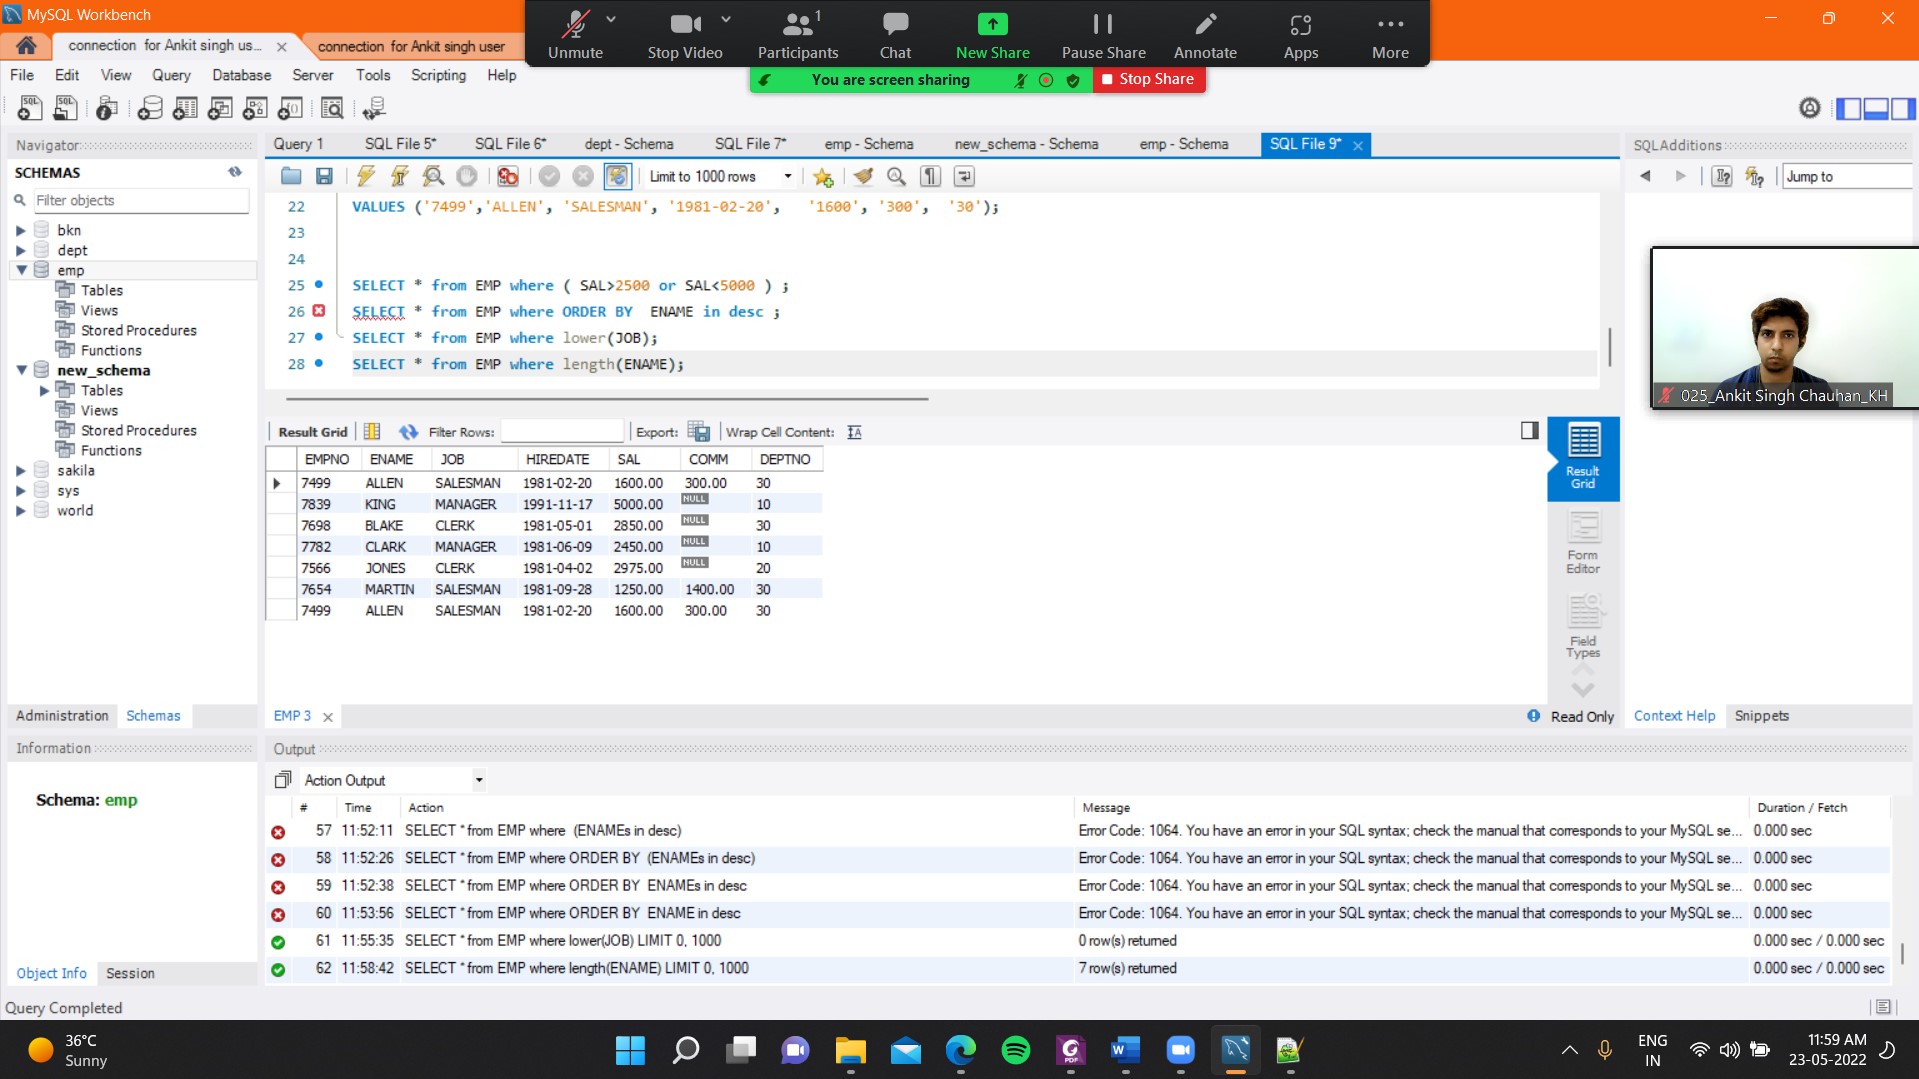 MySQL Workbench
connection for Ankit singh us...
connection for Ankit singh user
Unmute
Stop Video
1
Participants
Chat
New Share
Pause Share
Annotate
Apps
More
You are screen sharing
Stop Share
File Edit View Query Database Server Tools Scripting Help
Navigator
SCHEMAS
Filter objects
bkn
dept
emp
Tables
Views
Stored Procedures
Functions
new_schema
Tables
Views
Stored Procedures
Functions
sakila
sys
world
Administration Schemas
Information
Schema: emp
Object Info Session
Query Completed
Query 1 SQL File 5* SQL File 6* dept - Schema SQL File 7* emp - Schema new_schema - Schema emp - Schema SQL File 9*
Limit to 1000 rows
22 VALUES ('7499','ALLEN', 'SALESMAN', '1981-02-20', '1600', '300', '30');
23
24
25 SELECT * from EMP where ( SAL>2500 or SAL<5000 ) ;
26 SELECT * from EMP where ORDER BY ENAME in desc ;
27 SELECT * from EMP where lower(JOB);
28 SELECT * from EMP where length(ENAME);
Result Grid Filter Rows: Export: Wrap Cell Content:
EMPNO ENAME JOB HIREDATE SAL COMM DEPTNO
7499 ALLEN SALESMAN 1981-02-20 1600.00 300.00 30
7839 KING MANAGER 1991-11-17 5000.00 NULL 10
7698 BLAKE CLERK 1981-05-01 2850.00 NULL 30
7782 CLARK MANAGER 1981-06-09 2450.00 NULL 10
7566 JONES CLERK 1981-04-02 2975.00 NULL 20
7654 MARTIN SALESMAN 1981-09-28 1250.00 1400.00 30
7499 ALLEN SALESMAN 1981-02-20 1600.00 300.00 30
Result
Grid
Form
Editor
Field
Types
EMP 3
Read Only
SQLAdditions
Jump to
025_Ankit Singh Chauhan_KH
Context Help Snippets
Output
Action Output
# Time Action Message Duration / Fetch
57 11:52:11 SELECT * from EMP where (ENAMEs in desc) Error Code: 1064. You have an error in your SQL syntax; check the manual that corresponds to your MySQL se... 0.000 sec
58 11:52:26 SELECT * from EMP where ORDER BY (ENAMEs in desc) Error Code: 1064. You have an error in your SQL syntax; check the manual that corresponds to your MySQL se... 0.000 sec
59 11:52:38 SELECT * from EMP where ORDER BY ENAMEs in desc Error Code: 1064. You have an error in your SQL syntax; check the manual that corresponds to your MySQL se... 0.000 sec
60 11:53:56 SELECT * from EMP where ORDER BY ENAME in desc Error Code: 1064. You have an error in your SQL syntax; check the manual that corresponds to your MySQL se... 0.000 sec
61 11:55:35 SELECT * from EMP where lower(JOB) LIMIT 0, 1000 0 row(s) returned 0.000 sec / 0.000 sec
62 11:58:42 SELECT * from EMP where length(ENAME) LIMIT 0, 1000 7 row(s) returned 0.000 sec / 0.000 sec
36°C
Sunny
ENG
IN
11:59 AM
23-05-2022